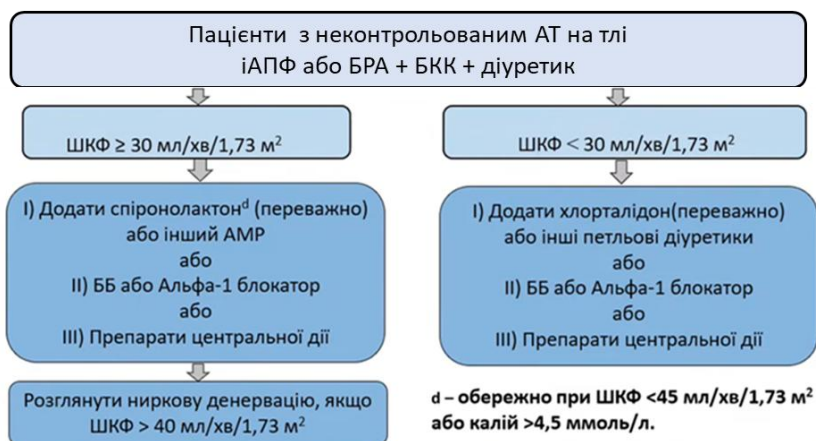 Пацієнти з неконтрольованим АТ на тлі
іАПФ або БРА + БКК + діуретик
ШКФ ≥ 30 мл/хв/1,73 м²
ШКФ < 30 мл/хв/1,73 м²
I) Додати спіронолактонᵈ (переважно)
або інший АМР
або
II) ББ або Альфа-1 блокатор
або
III) Препарати центральної дії
I) Додати хлорталідон(переважно)
або інші петльові діуретики
або
II) ББ або Альфа-1 блокатор
або
III) Препарати центральної дії
Розглянути ниркову денервацію, якщо
ШКФ > 40 мл/хв/1,73 м²
d – обережно при ШКФ <45 мл/хв/1,73 м²
або калій >4,5 ммоль/л.